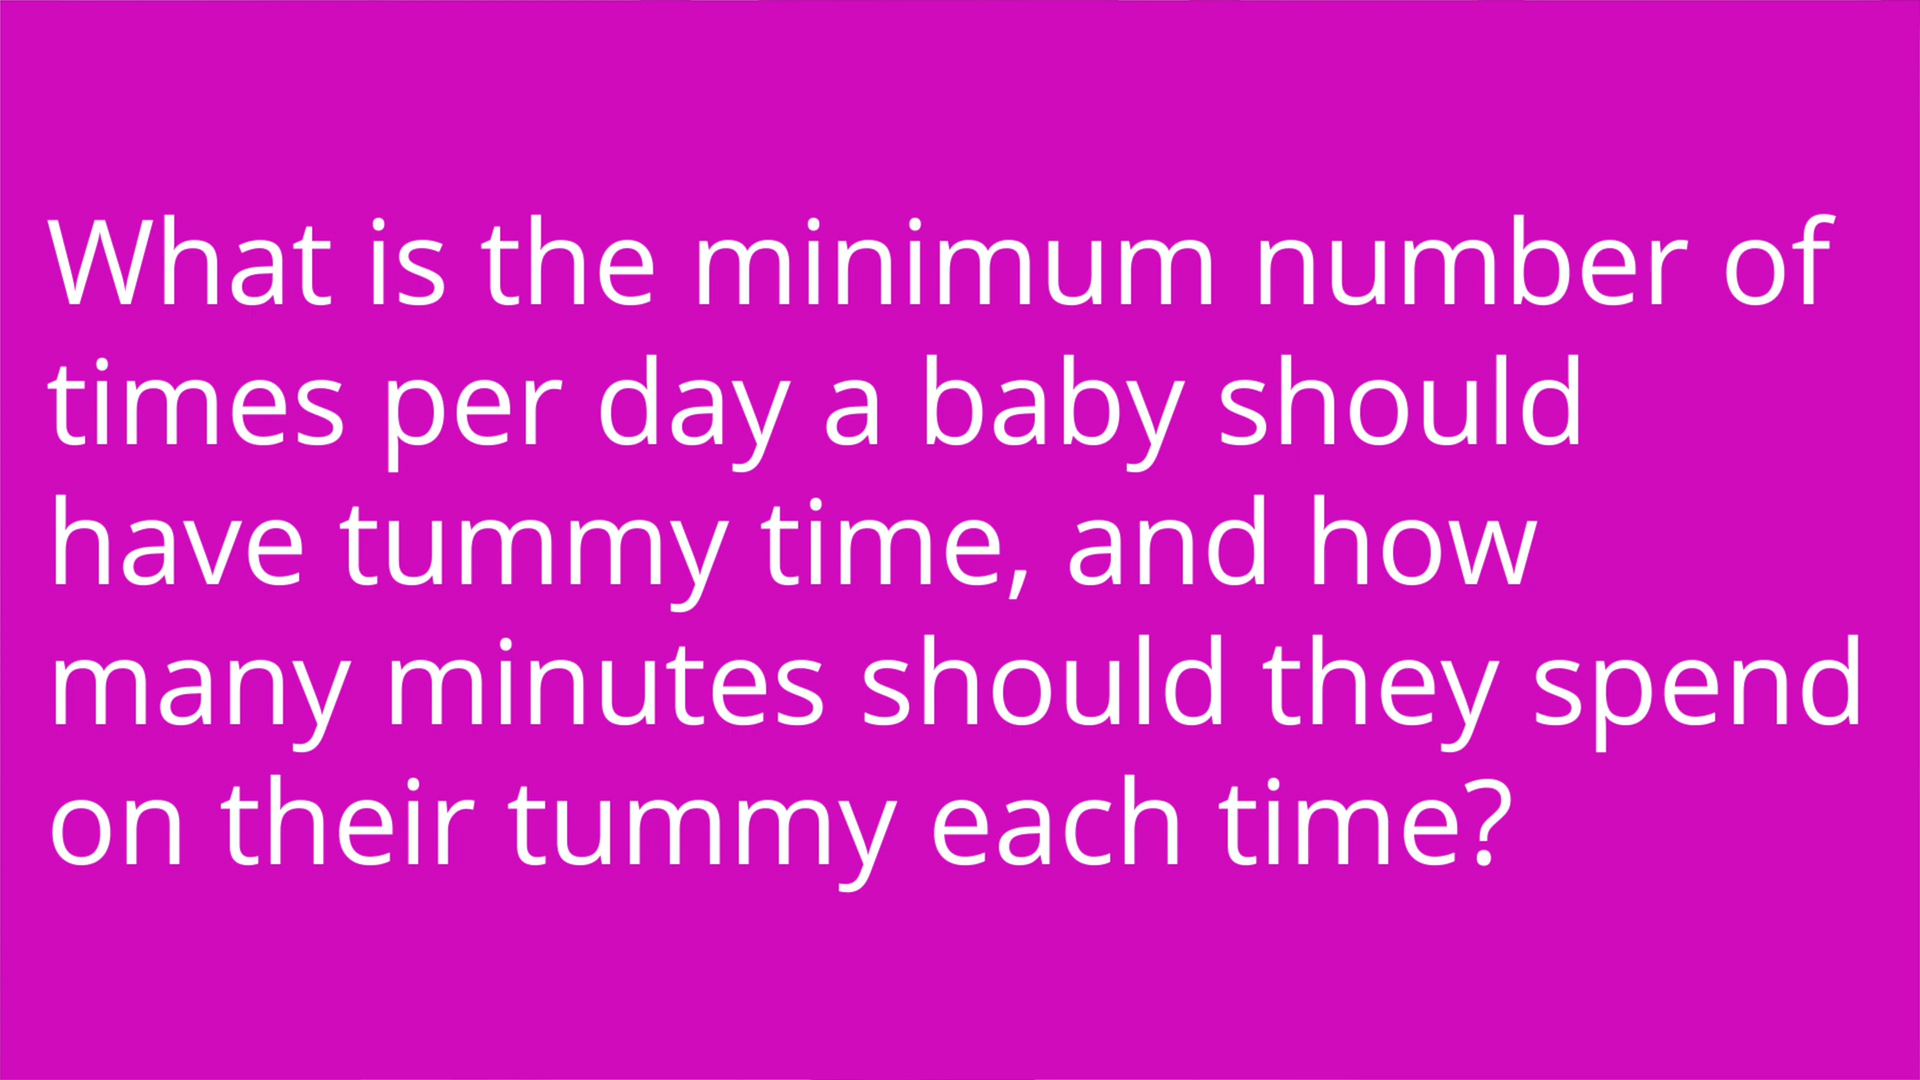 What is the minimum number of
times per day a baby should
have tummy time, and how
many minutes should they spend
on their tummy each time?